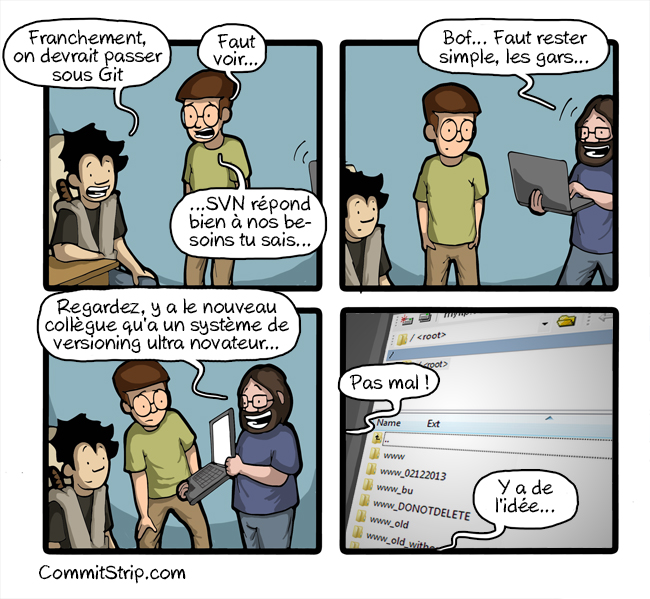 Franchement,
on devrait passer
sous Git
Faut
voir...
...SVN répond
bien à nos be-
soins tu sais...
Bof... Faut rester
simple, les gars...
Regardez, y a le nouveau
collègue qu'a un système de
versioning ultra novateur...
/ <root>
/
<root>
Pas mal !
Name Ext
..
www
www_02122013
www_bu
www_DONOTDELETE
www_old
Y a de
l'idée...
CommitStrip.com